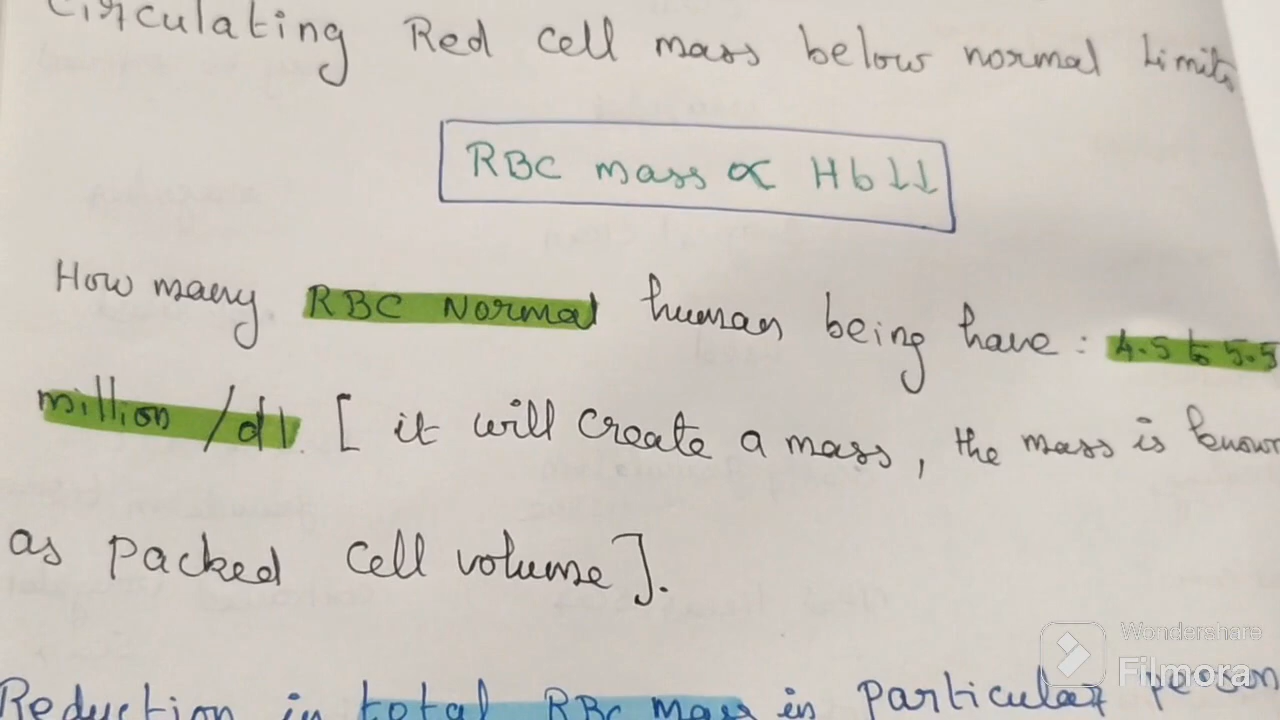 Circulating Red cell mass below normal limits
RBC mass ∝ Hb↓↓
How many RBC Normal human being have: 4.5 to 5.5
million /dl. [ it will create a mass, the mass is known
as packed cell volume].
Reduction in total RBC mass in particular person
Wondershare
Filmora